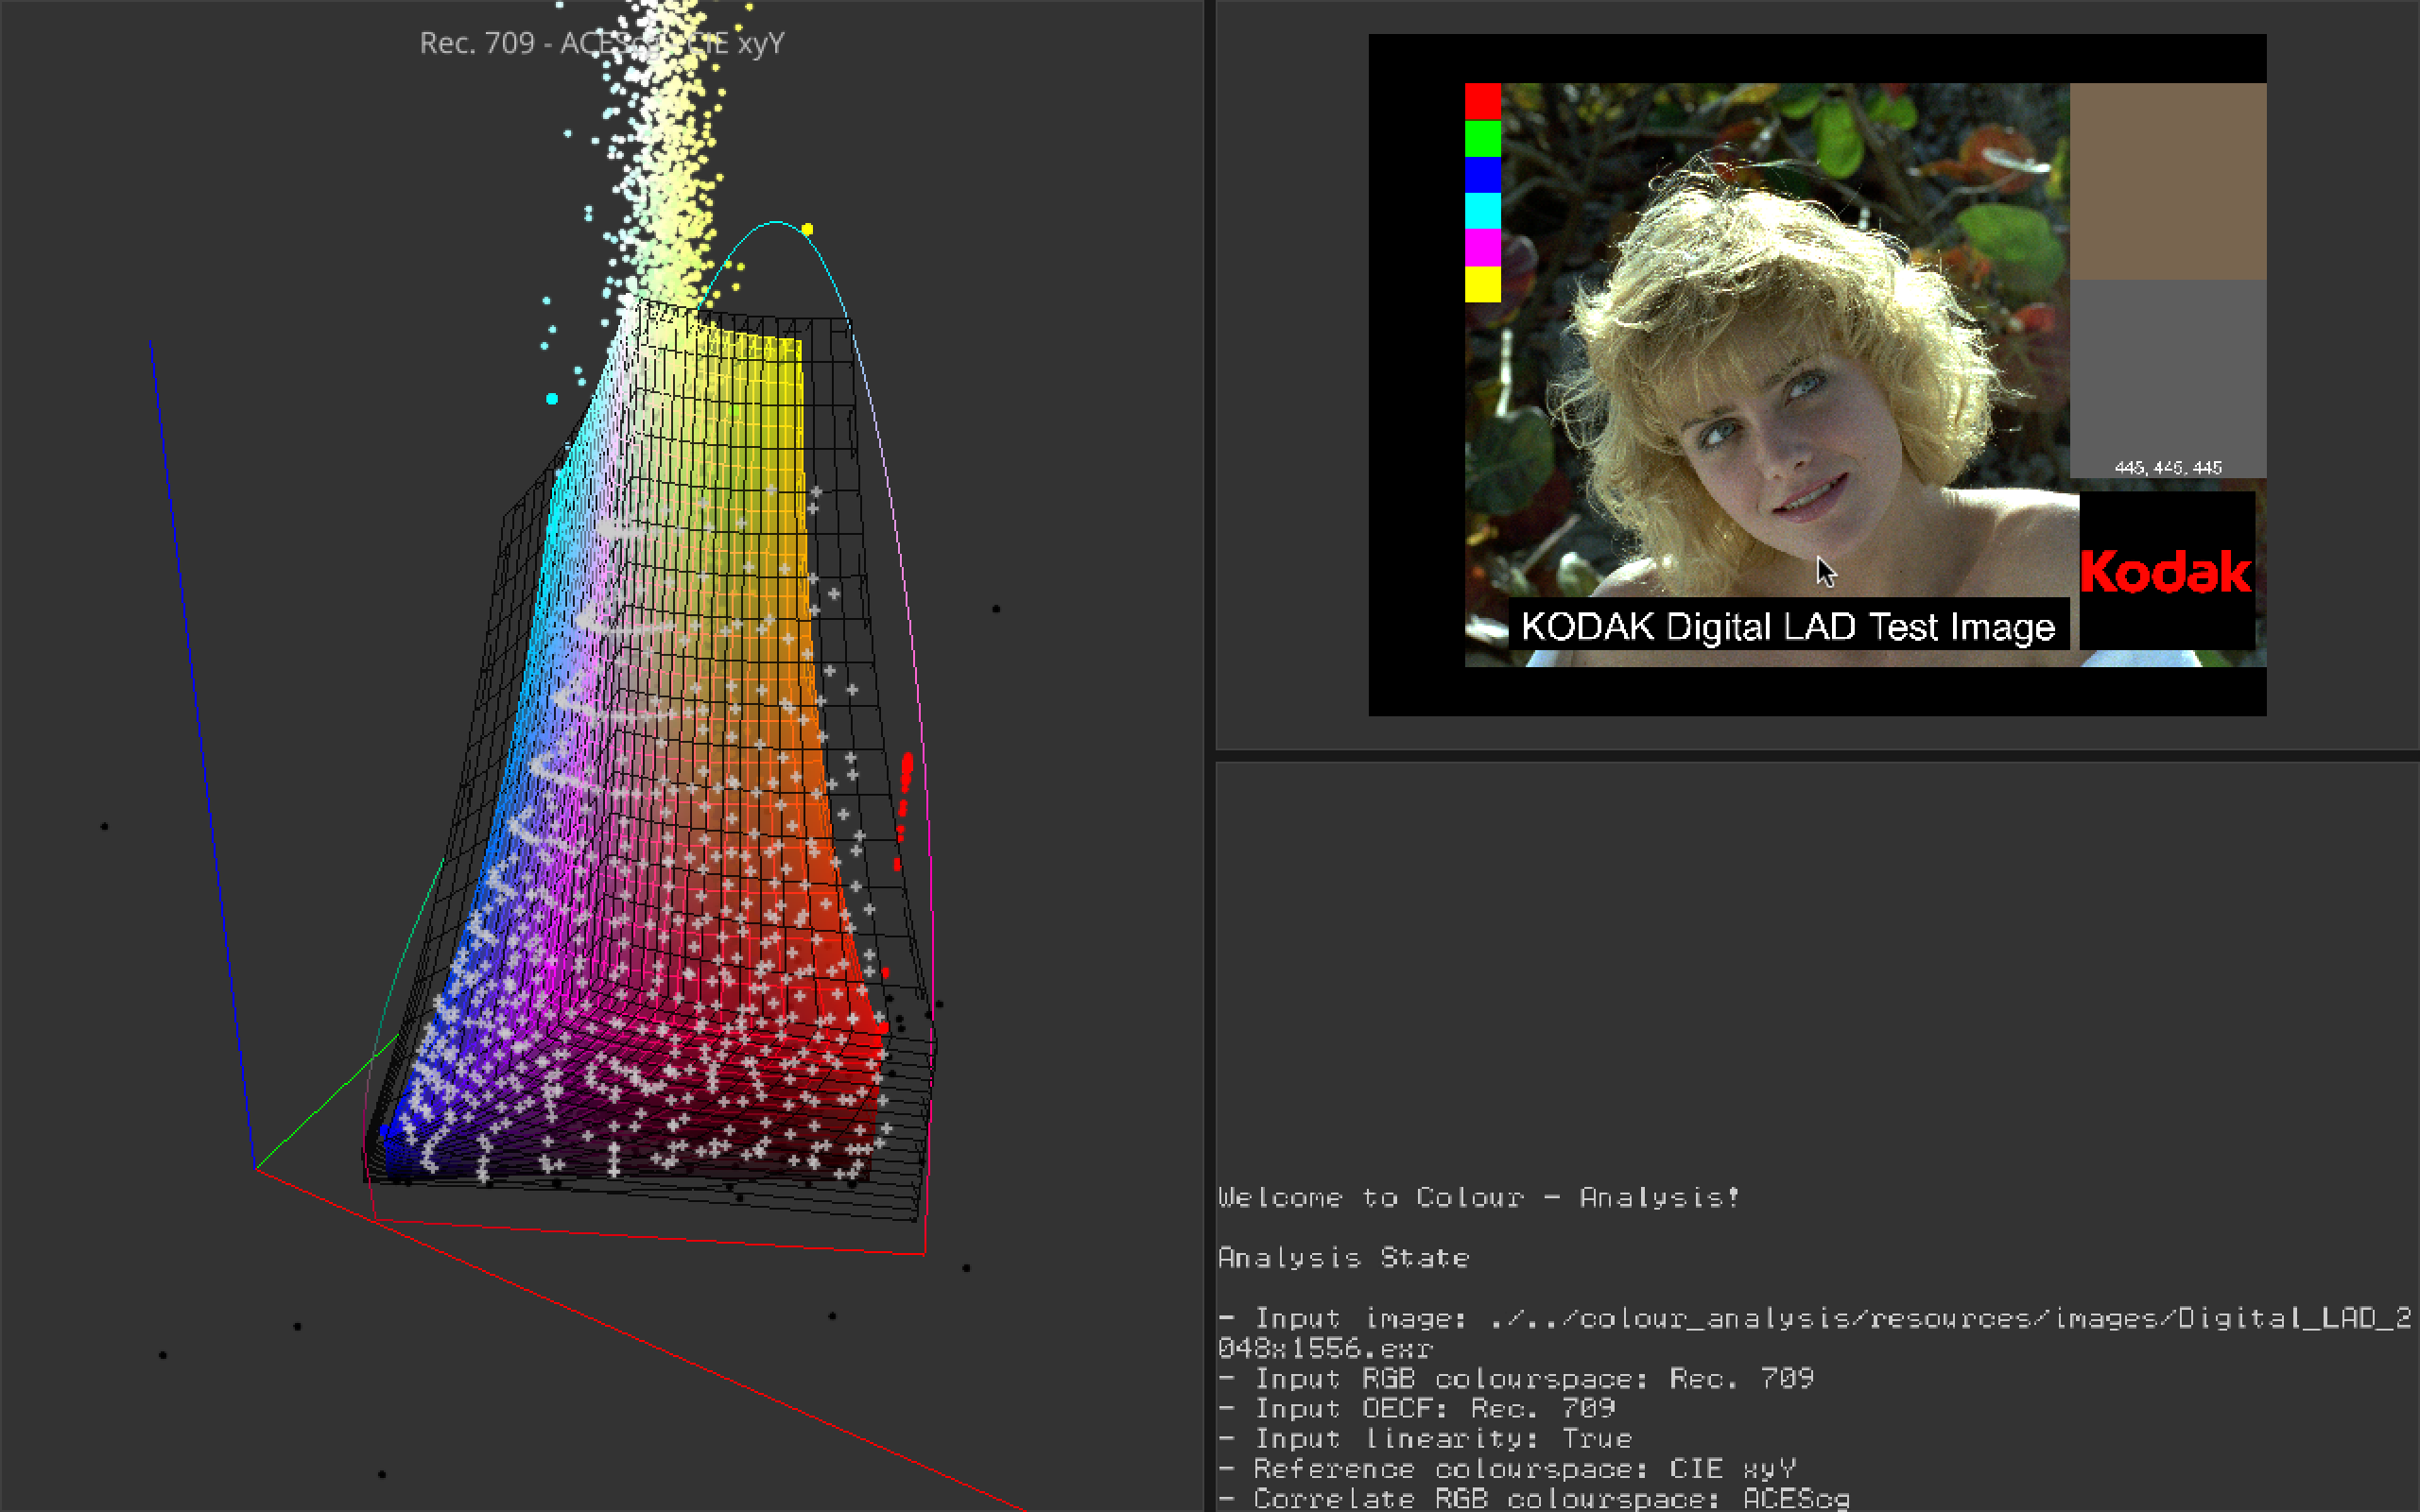 Rec. 709 - ACEScg - CIE xyY
445, 445, 445
Kodak
KODAK Digital LAD Test Image
Welcome to Colour - Analysis!
Analysis State
- Input image: ./../colour_analysis/resources/images/Digital_LAD_2
048x1556.exr
- Input RGB colourspace: Rec. 709
- Input OECF: Rec. 709
- Input linearity: True
- Reference colourspace: CIE xyY
- Correlate RGB colourspace: ACEScg